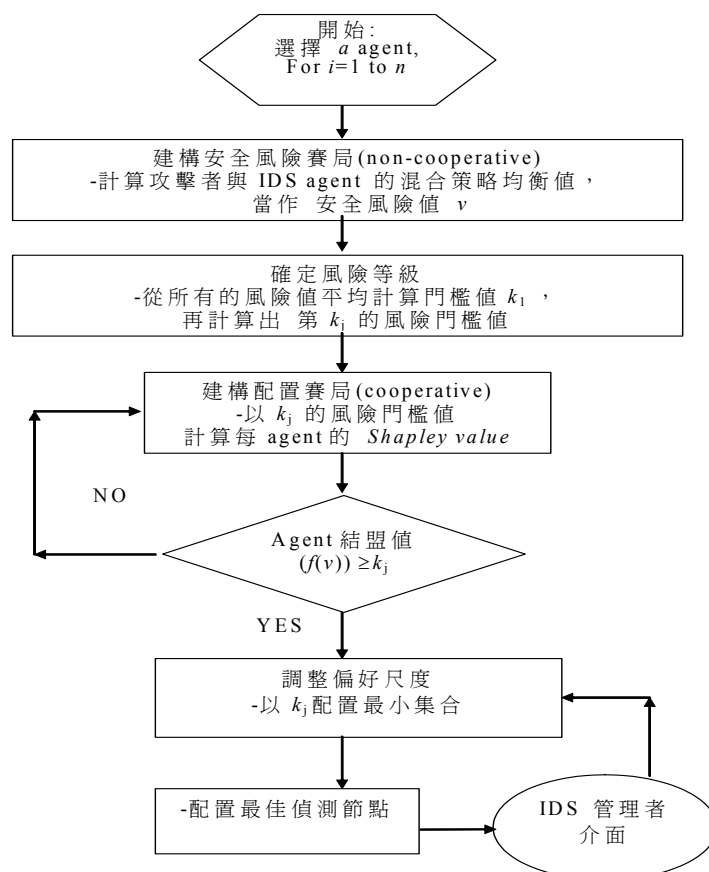 開始:
選擇 a agent,
For i=1 to n
建構安全風險賽局(non-cooperative)
-計算攻擊者與 IDS agent 的混合策略均衡值，
當作 安全風險值 v
確定風險等級
-從所有的風險值平均計算門檻值 k₁ ，
再計算出 第 kⱼ 的風險門檻值
建構配置賽局(cooperative)
-以 kⱼ 的風險門檻值
計算每 agent 的 Shapley value
NO
Agent 結盟值
(f(v)) ≥kⱼ
YES
調整偏好尺度
-以 kⱼ配置最小集合
-配置最佳偵測節點
IDS 管理者
介面